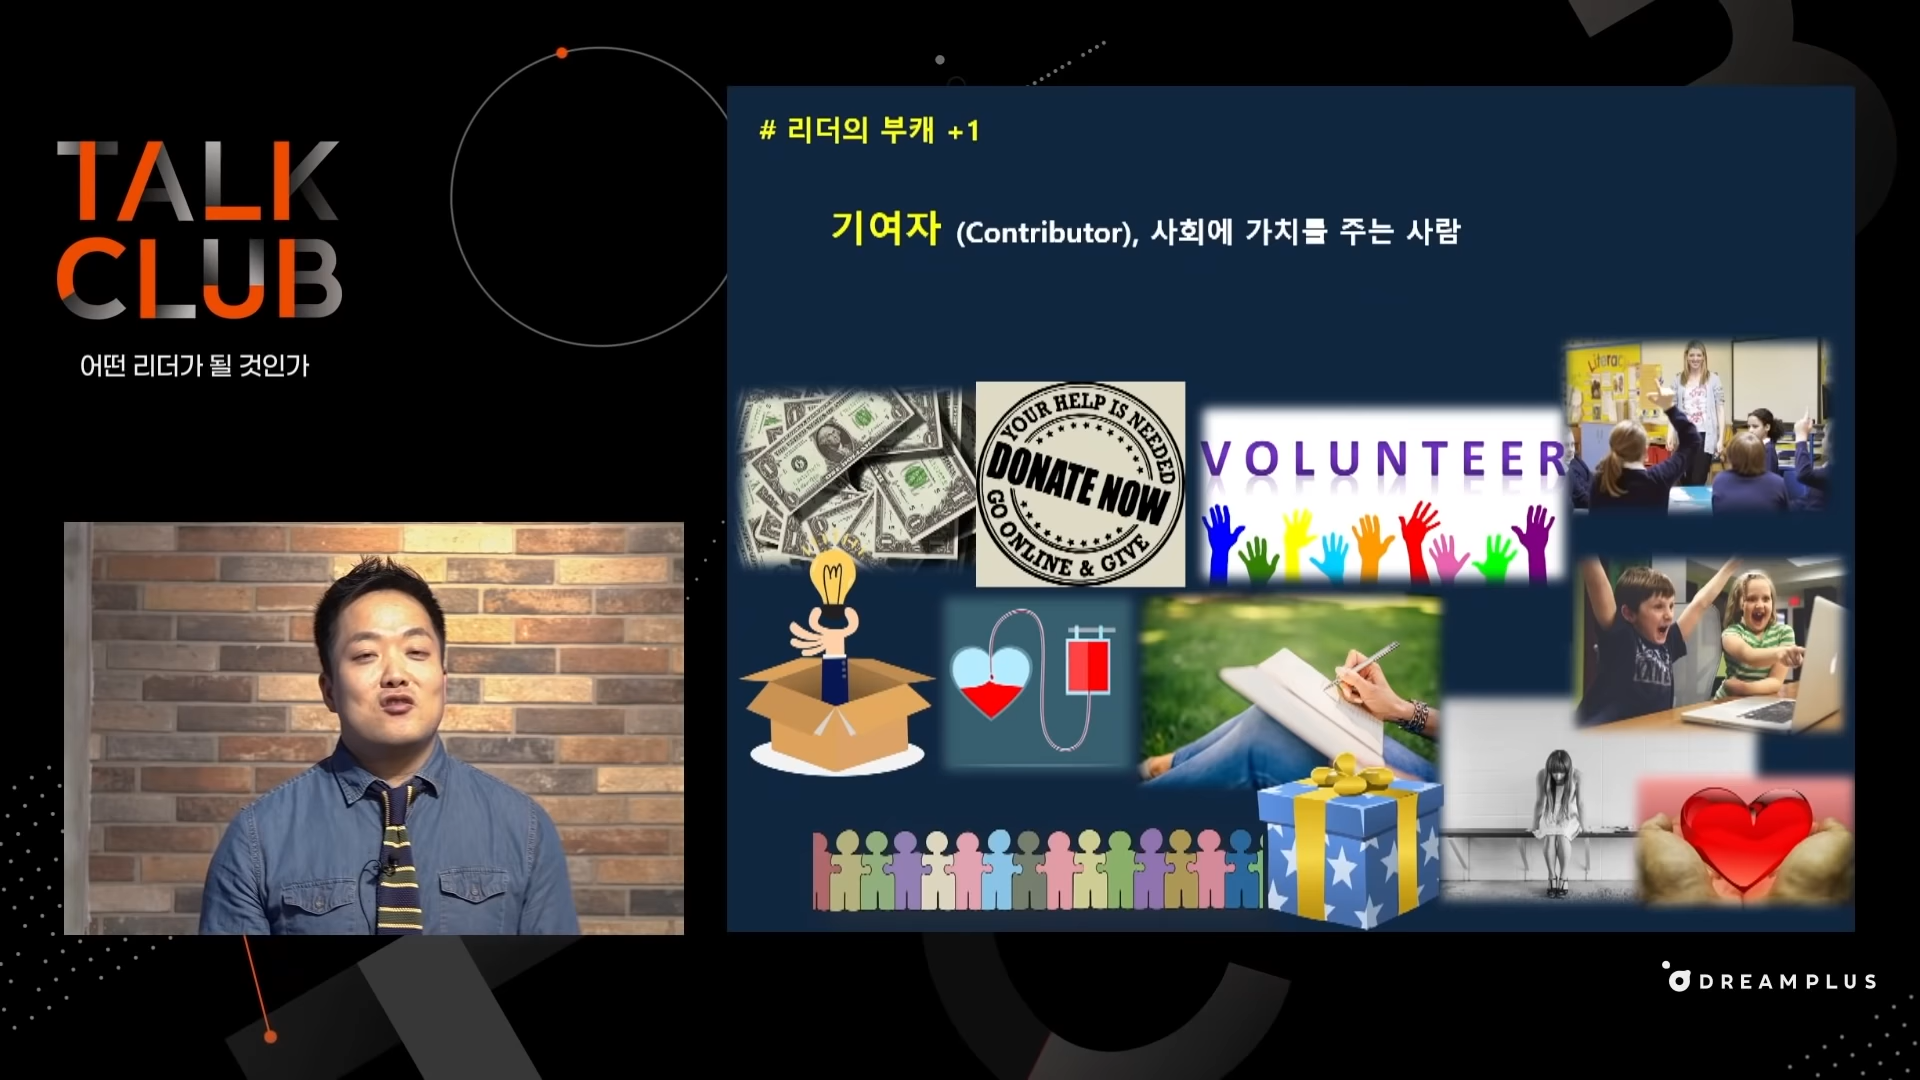 TALK
CLUB
어떤 리더가 될 것인가
# 리더의 부캐 +1
기여자 (Contributor), 사회에 가치를 주는 사람
YOUR HELP IS NEEDED
DONATE NOW
GO ONLINE & GIVE
VOLUNTEER
Literac
DREAMPLUS